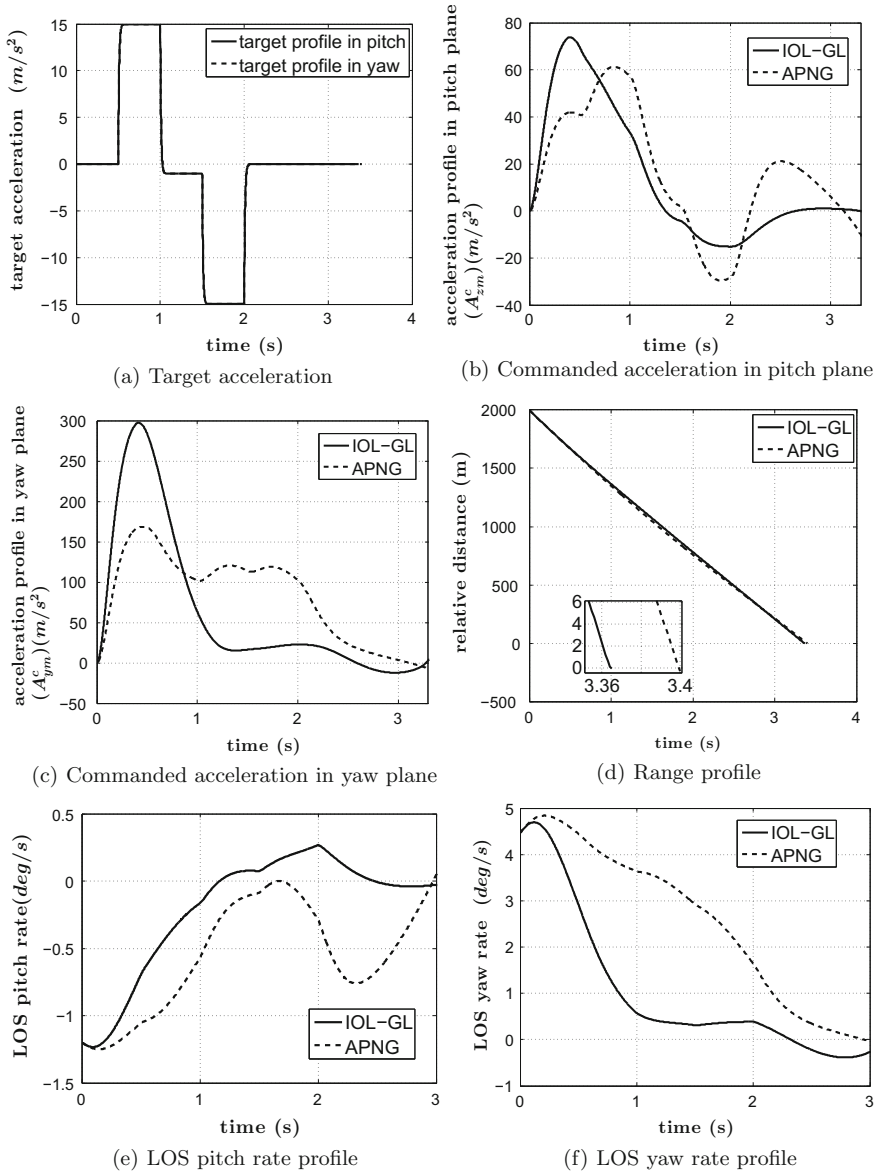 target acceleration (m/s²)
15
10
5
0
−5
−10
−15
0 1 2 3 4
target profile in pitch
target profile in yaw
time (s)
(a) Target acceleration
acceleration profile in pitch plane
(A^c_zm)(m/s²)
80
60
40
20
0
−20
−40
0 1 2 3
IOL−GL
APNG
time (s)
(b) Commanded acceleration in pitch plane
acceleration profile in yaw plane
(A^c_ym)(m/s²)
300
250
200
150
100
50
0
−50
0 1 2 3
IOL−GL
APNG
time (s)
(c) Commanded acceleration in yaw plane
relative distance (m)
2000
1500
1000
500
0
−500
0 1 2 3 4
IOL−GL
APNG
6
4
2
0
3.36 3.4
time (s)
(d) Range profile
LOS pitch rate(deg/s)
0.5
0
−0.5
−1
−1.5
0 1 2 3
IOL−GL
APNG
time (s)
(e) LOS pitch rate profile
LOS yaw rate (deg/s)
5
4
3
2
1
0
−1
0 1 2 3
IOL−GL
APNG
time (s)
(f) LOS yaw rate profile